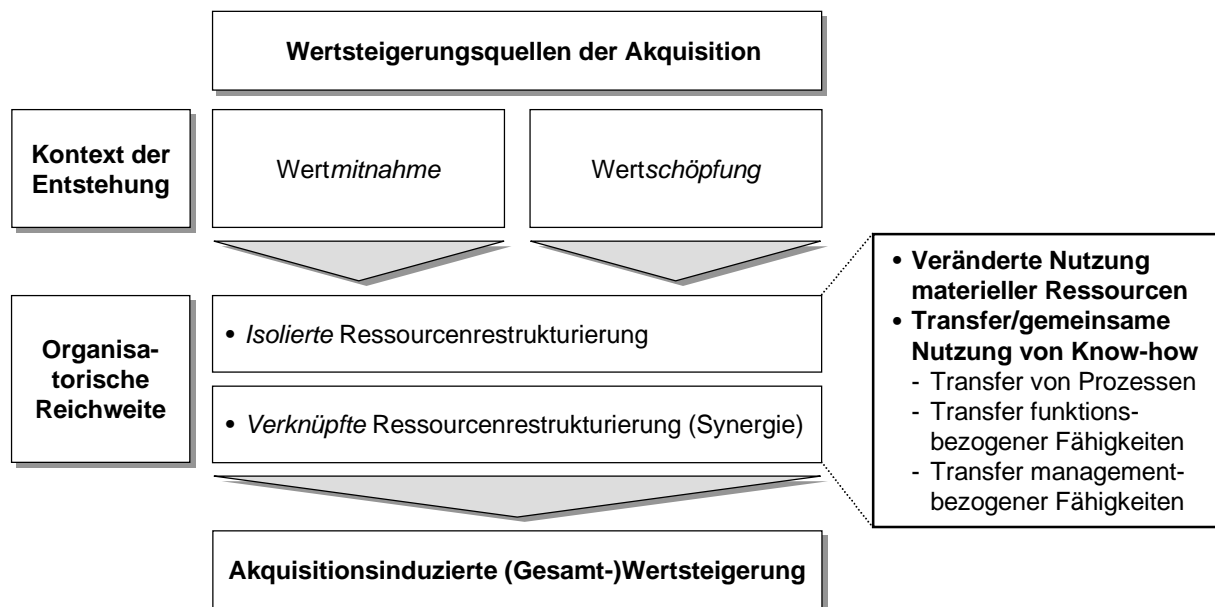 Wertsteigerungsquellen der Akquisition
Kontext der
Entstehung
Wertmitnahme
Wertschöpfung
Organisa-
torische
Reichweite
• Isolierte Ressourcenrestrukturierung
• Verknüpfte Ressourcenrestrukturierung (Synergie)
• Veränderte Nutzung
materieller Ressourcen
• Transfer/gemeinsame
Nutzung von Know-how
- Transfer von Prozessen
- Transfer funktions-
bezogener Fähigkeiten
- Transfer management-
bezogener Fähigkeiten
Akquisitionsinduzierte (Gesamt-)Wertsteigerung